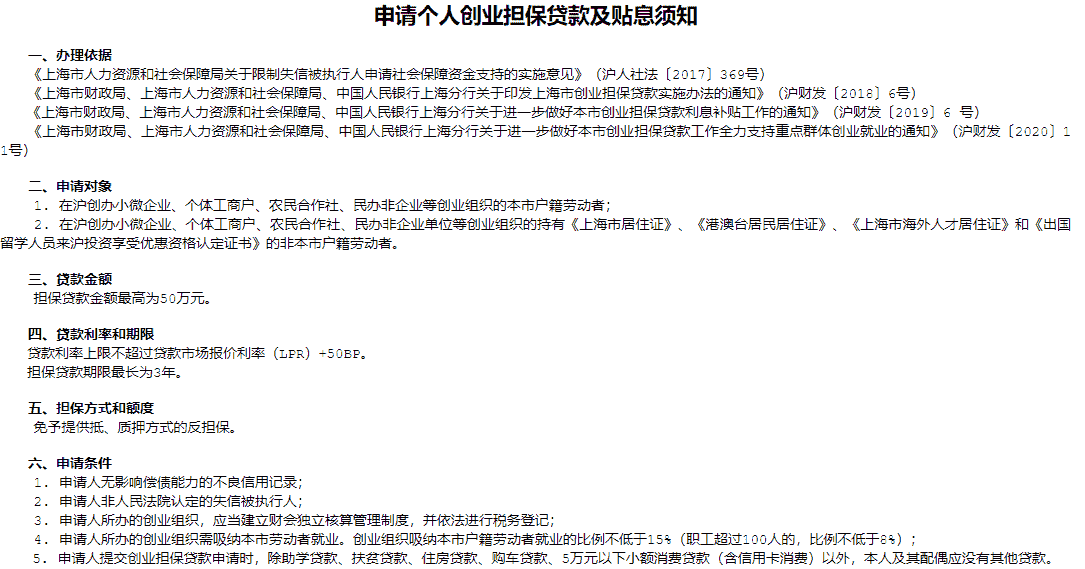 申请个人创业担保贷款及贴息须知
一、办理依据
《上海市人力资源和社会保障局关于限制失信被执行人申请社会保障资金支持的实施意见》（沪人社法〔2017〕369号）
《上海市财政局、上海市人力资源和社会保障局、中国人民银行上海分行关于印发上海市创业担保贷款实施办法的通知》（沪财发〔2018〕6号）
《上海市财政局、上海市人力资源和社会保障局、中国人民银行上海分行关于进一步做好本市创业担保贷款利息补贴工作的通知》（沪财发〔2019〕6 号）
《上海市财政局、上海市人力资源和社会保障局、中国人民银行上海分行关于进一步做好本市创业担保贷款工作全力支持重点群体创业就业的通知》（沪财发〔2020〕1
1号）
二、申请对象
1. 在沪创办小微企业、个体工商户、农民合作社、民办非企业等创业组织的本市户籍劳动者；
2. 在沪创办小微企业、个体工商户、农民合作社、民办非企业单位等创业组织的持有《上海市居住证》、《港澳台居民居住证》、《上海市海外人才居住证》和《出国
留学人员来沪投资享受优惠资格认定证书》的非本市户籍劳动者。
三、贷款金额
担保贷款金额最高为50万元。
四、贷款利率和期限
贷款利率上限不超过贷款市场报价利率（LPR）+50BP。
担保贷款期限最长为3年。
五、担保方式和额度
免予提供抵、质押方式的反担保。
六、申请条件
1. 申请人无影响偿债能力的不良信用记录；
2. 申请人非人民法院认定的失信被执行人；
3. 申请人所办的创业组织，应当建立财会独立核算管理制度，并依法进行税务登记；
4. 申请人所办的创业组织需吸纳本市劳动者就业。创业组织吸纳本市户籍劳动者就业的比例不低于15%（职工超过100人的，比例不低于8%）；
5. 申请人提交创业担保贷款申请时，除助学贷款、扶贫贷款、住房贷款、购车贷款、5万元以下小额消费贷款（含信用卡消费）以外，本人及其配偶应没有其他贷款。